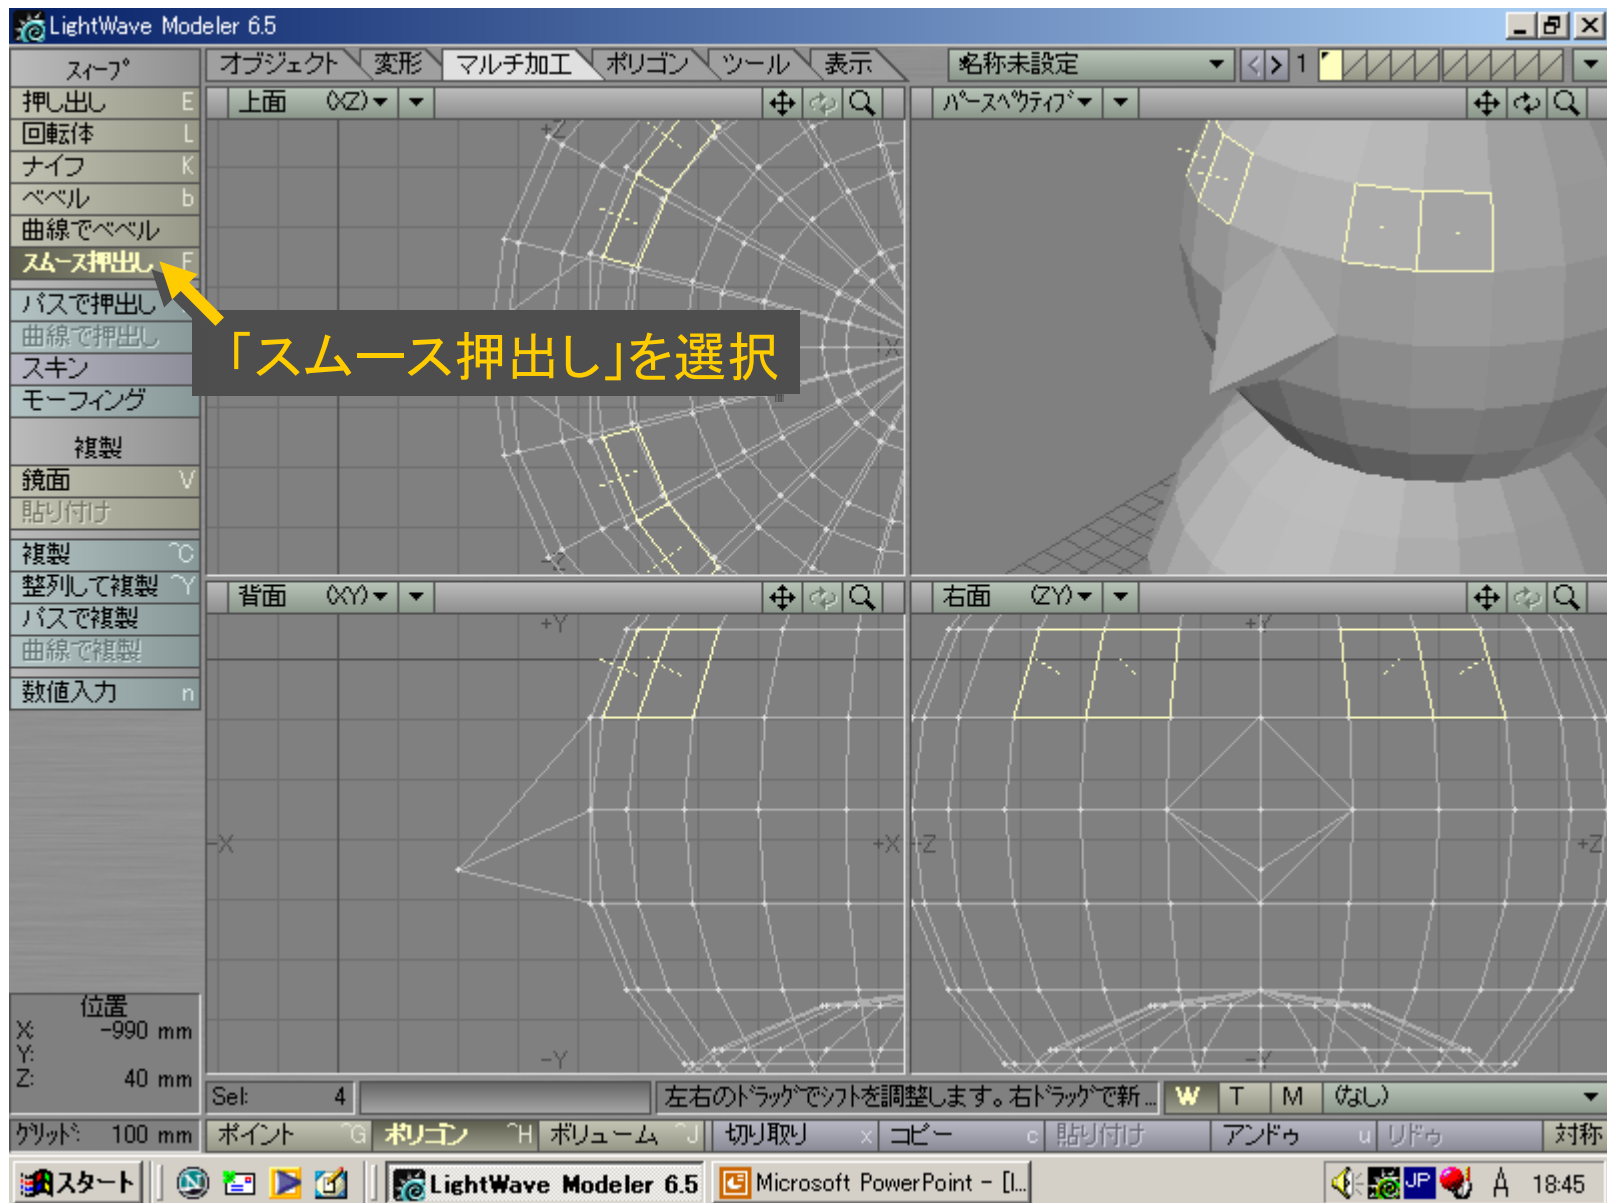 LightWave Modeler 6.5
スイープ
オブジェクト 変形 マルチ加工 ポリゴン ツール 表示 名称未設定 1
押し出し E
回転体 L
ナイフ K
ベベル b
曲線でベベル
スムース押出し F
パスで押出し
曲線で押出し
スキン
モーフィング
複製
鏡面 V
貼り付け
複製 ^C
整列して複製 ^Y
パスで複製
曲線で複製
数値入力 n
上面 (XZ)
+Z
-Z
+X
パースペクティブ
「スムース押出し」を選択
背面 (XY)
+Y
-X +X
-Y
右面 (ZY)
+Y
-Z +Z
-Y
位置
X: -990 mm
Y:
Z: 40 mm
Sel: 4 左右のドラッグでシフトを調整します。右ドラッグで新... W T M (なし)
グリッド: 100 mm ポイント ^G ポリゴン ^H ボリューム ^J 切り取り x コピー c 貼り付け アンドゥ u リドゥ 対称
スタート LightWave Modeler 6.5 Microsoft PowerPoint - [l... JP A 18:45